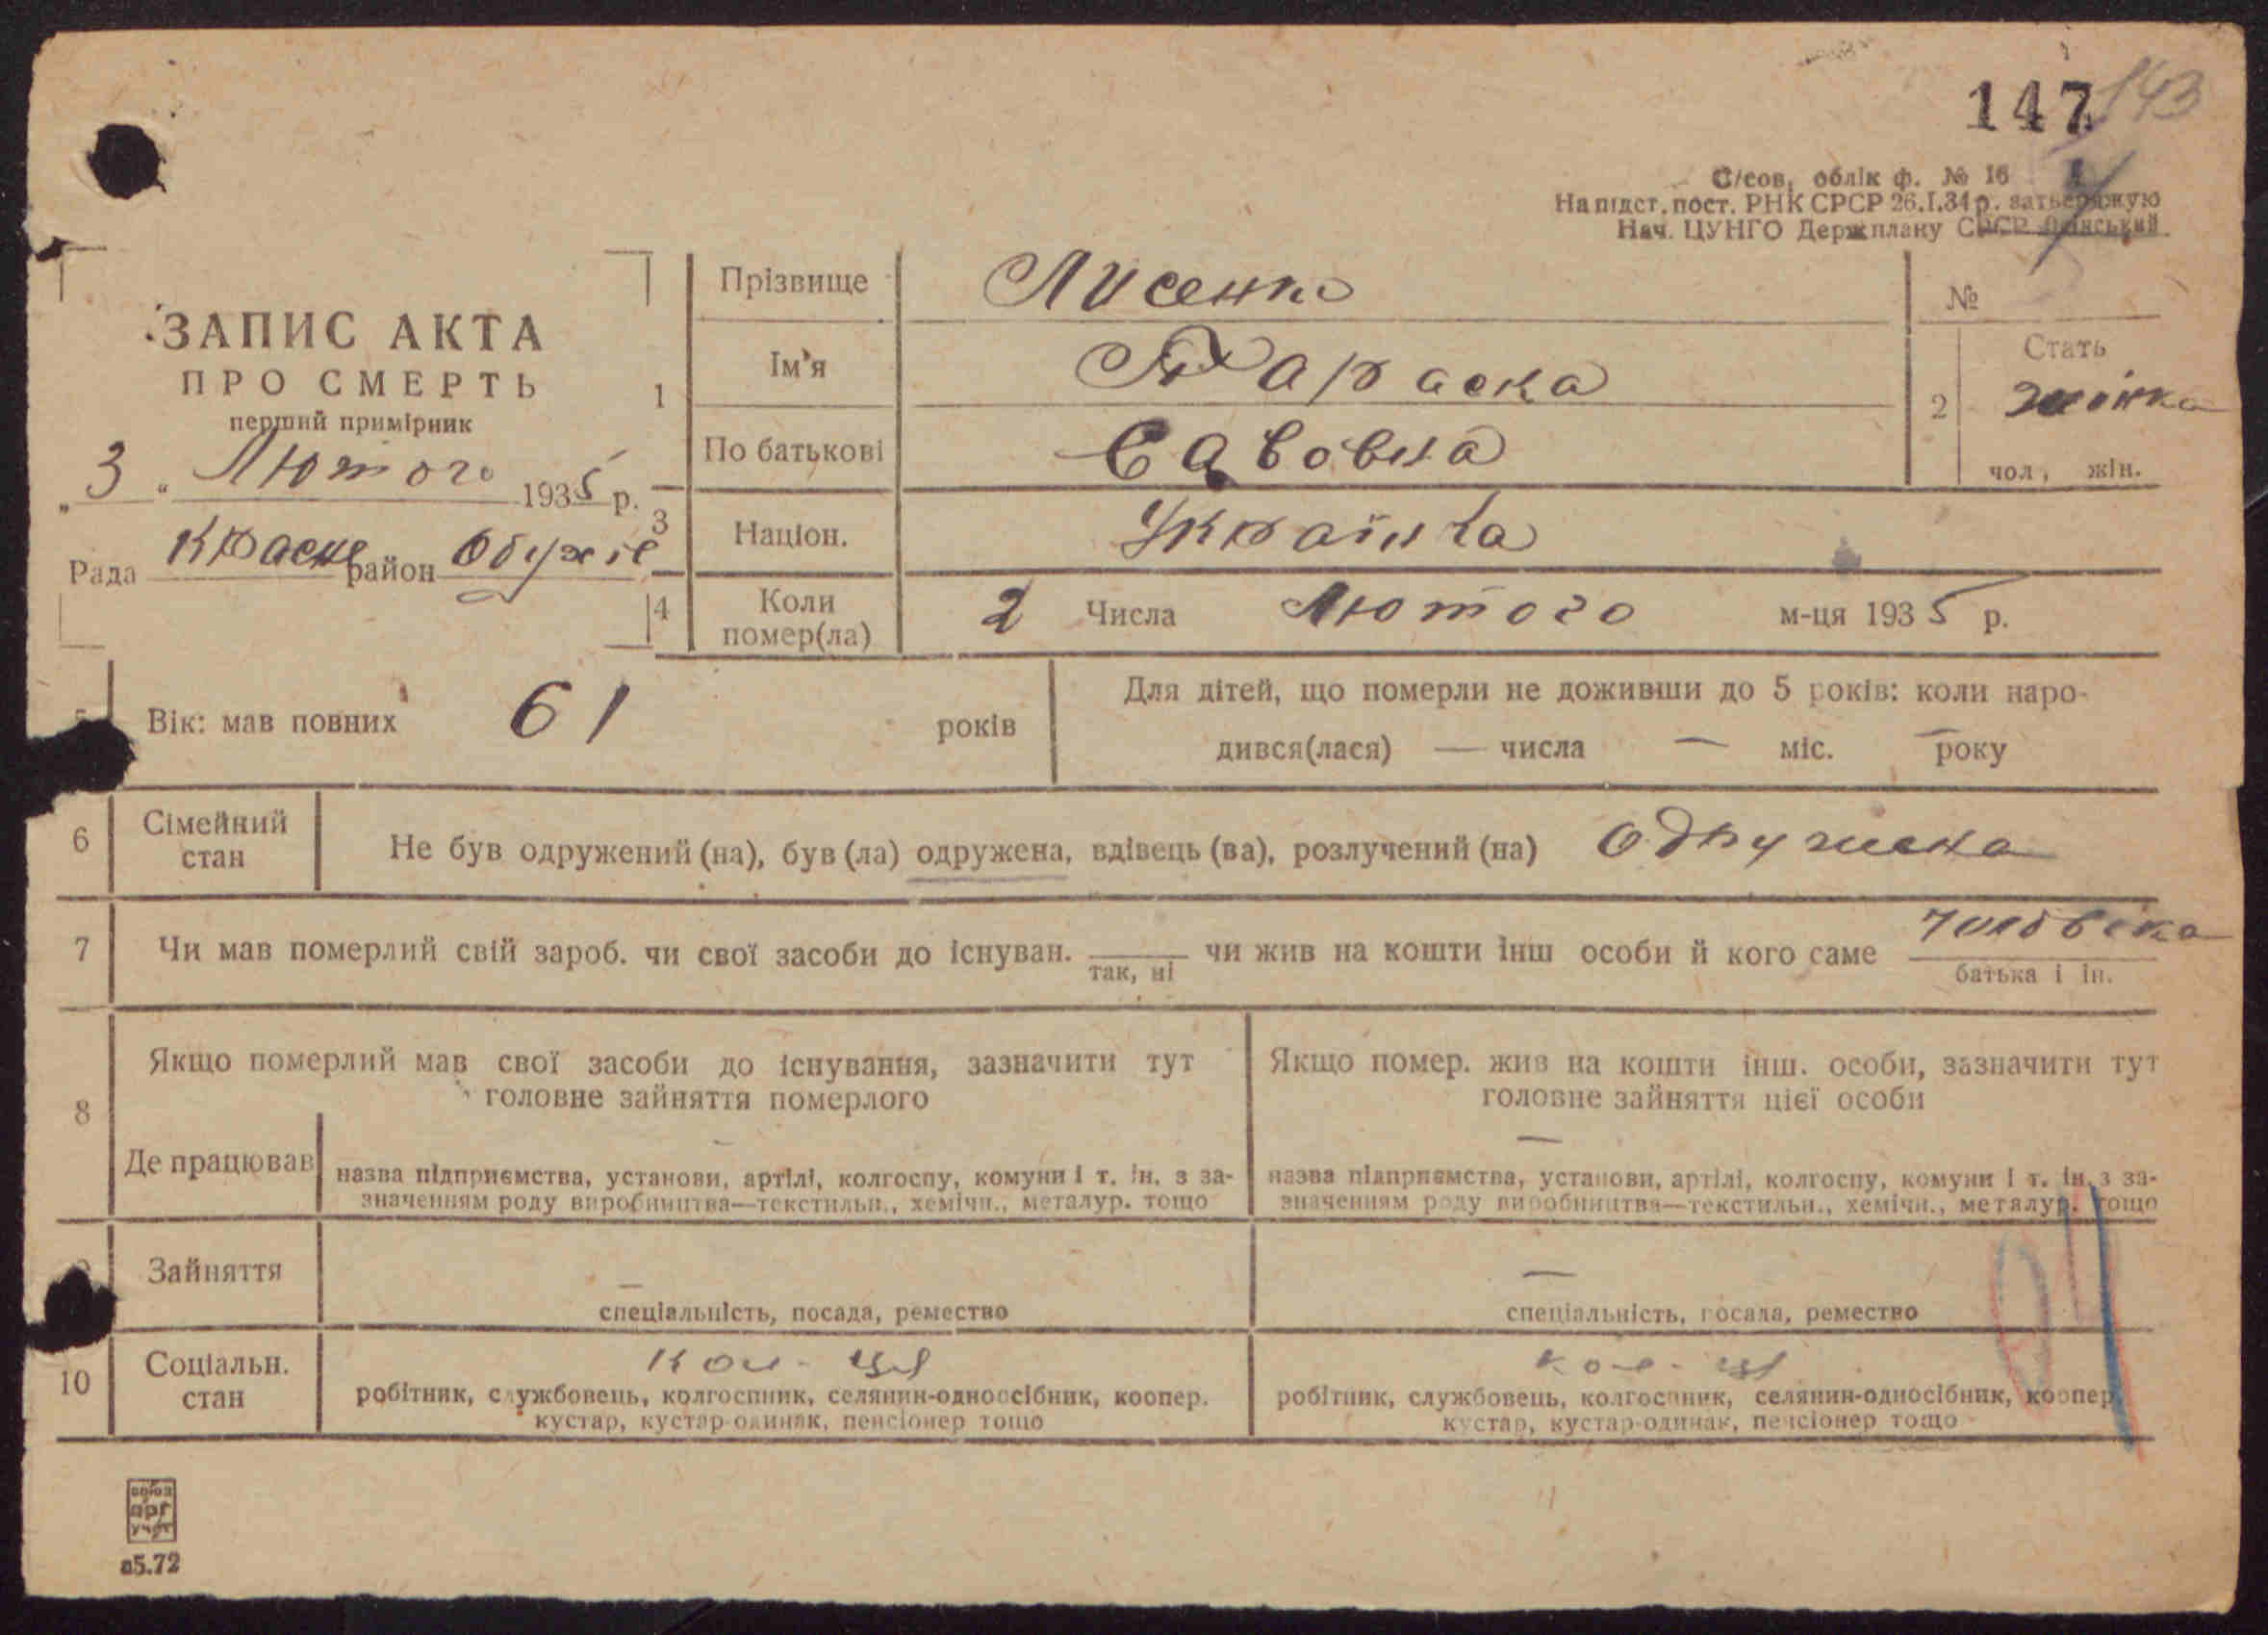 147 143
С/сов. облік ф. № 16
На підст. пост. РНК СРСР 26.І.34 р. затверджую
Нач. ЦУНГО Держплану СРСР
ЗАПИС АКТА
ПРО СМЕРТЬ
перший примірник
„3“ Лютого 1935 р.
Рада Красне район Обухів
1
Прізвище Лисенко
Ім'я Параска
По батькові Савовна
№
2 Стать
жінка
чол, жін.
3 Націон. Українка
4 Коли помер(ла) 2 Числа Лютого м-ця 1935 р.
Вік: мав повних 61 років
Для дітей, що померли не доживши до 5 років: коли наро-
дився(лася) — числа — міс. — року
6 Сімейний стан Не був одружений (на), був (ла) одружена, вдівець (ва), розлучений (на) Одружена
7 Чи мав померлий свій зароб. чи свої засоби до існуван. так, ні чи жив на кошти інш особи й кого саме чоловіка
батька і ін.
8 Якщо померлий мав свої засоби до існування, зазначити тут
головне зайняття померлого
Якщо помер. жив на кошти інш. особи, зазначити тут
головне зайняття цієї особи
Де працював —
назва підприємства, установи, артілі, колгоспу, комуни і т. ін. з за-
значенням роду виробництва—текстильн., хемічн., металур. тощо
—
назва підприємства, установи, артілі, колгоспу, комуни і т. ін. з за-
значенням роду виробництва—текстильн., хемічн., металур. тощо
9 Зайняття —
спеціальність, посада, ремество
—
спеціальність, посада, ремество
10 Соціальн. стан Кол-ця
робітник, службовець, колгоспник, селянин-одноосібник, коопер.
кустар, кустар-одинак, пенсіонер тощо
кол-ця
робітник, службовець, колгоспник, селянин-односібник, коопер.
кустар, кустар-одинак, пенсіонер тощо
союз
орг
учет
в5.72